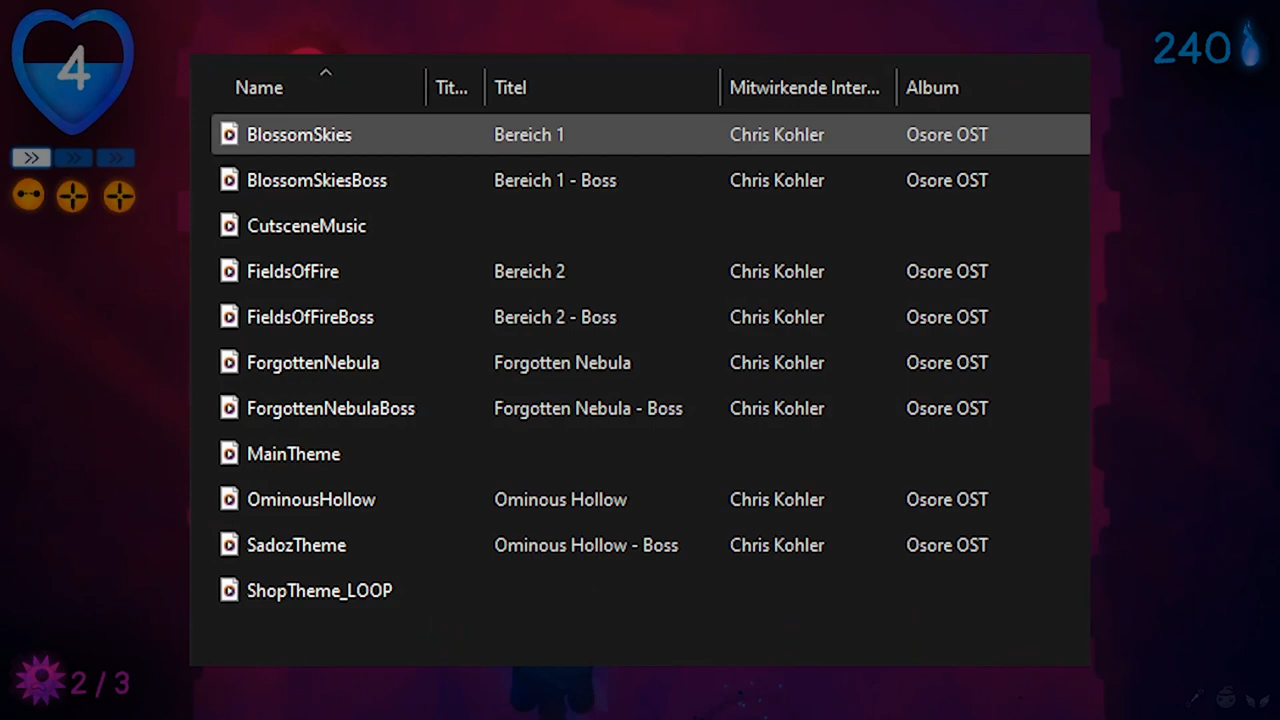 4
240
Name Tit... Titel Mitwirkende Inter... Album
BlossomSkies Bereich 1 Chris Kohler Osore OST
BlossomSkiesBoss Bereich 1 - Boss Chris Kohler Osore OST
CutsceneMusic
FieldsOfFire Bereich 2 Chris Kohler Osore OST
FieldsOfFireBoss Bereich 2 - Boss Chris Kohler Osore OST
ForgottenNebula Forgotten Nebula Chris Kohler Osore OST
ForgottenNebulaBoss Forgotten Nebula - Boss Chris Kohler Osore OST
MainTheme
OminousHollow Ominous Hollow Chris Kohler Osore OST
SadozTheme Ominous Hollow - Boss Chris Kohler Osore OST
ShopTheme_LOOP
2 / 3